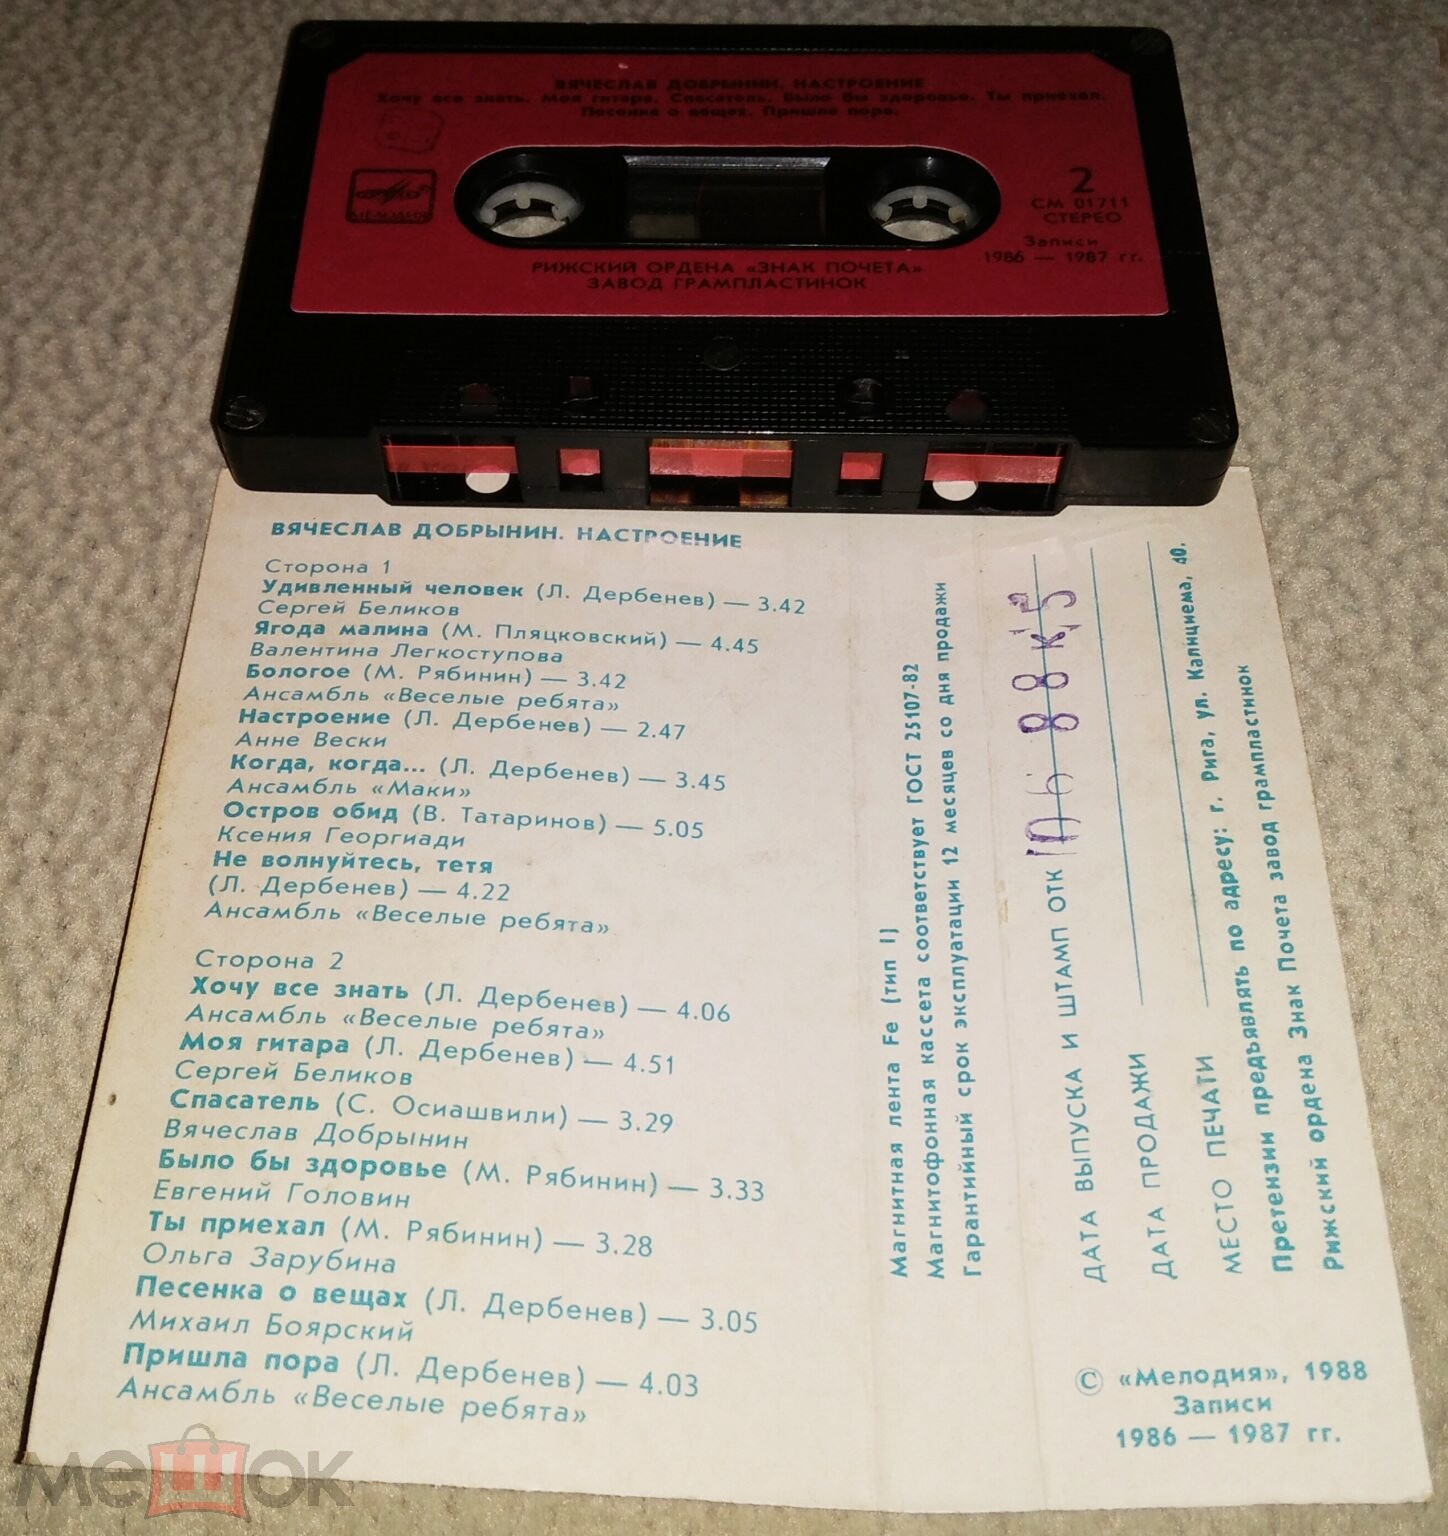 ВЯЧЕСЛАВ ДОБРЫНИН. НАСТРОЕНИЕ
Хочу все знать. Моя гитара. Спасатель. Было бы здоровье. Ты приехал.
Песенка о вещах. Пришла пора.
МЕЛОДИЯ
2
СМ 01711
СТЕРЕО
Записи
1986 — 1987 гг.
РИЖСКИЙ ОРДЕНА «ЗНАК ПОЧЕТА»
ЗАВОД ГРАМПЛАСТИНОК
ВЯЧЕСЛАВ ДОБРЫНИН. НАСТРОЕНИЕ
Сторона 1
Удивленный человек (Л. Дербенев) — 3.42
Сергей Беликов
Ягода малина (М. Пляцковский) — 4.45
Валентина Легкоступова
Бологое (М. Рябинин) — 3.42
Ансамбль «Веселые ребята»
Настроение (Л. Дербенев) — 2.47
Анне Вески
Когда, когда... (Л. Дербенев) — 3.45
Ансамбль «Маки»
Остров обид (В. Татаринов) — 5.05
Ксения Георгиади
Не волнуйтесь, тетя
(Л. Дербенев) — 4.22
Ансамбль «Веселые ребята»
Сторона 2
Хочу все знать (Л. Дербенев) — 4.06
Ансамбль «Веселые ребята»
Моя гитара (Л. Дербенев) — 4.51
Сергей Беликов
Спасатель (С. Осиашвили) — 3.29
Вячеслав Добрынин
Было бы здоровье (М. Рябинин) — 3.33
Евгений Головин
Ты приехал (М. Рябинин) — 3.28
Ольга Зарубина
Песенка о вещах (Л. Дербенев) — 3.05
Михаил Боярский
Пришла пора (Л. Дербенев) — 4.03
Ансамбль «Веселые ребята»
Магнитная лента Fe (тип I)
Магнитофонная кассета соответствует ГОСТ 25107-82
Гарантийный срок эксплуатации 12 месяцев со дня продажи
ДАТА ВЫПУСКА И ШТАМП ОТК
88 К5
ДАТА ПРОДАЖИ
МЕСТО ПЕЧАТИ
Претензии предъявлять по адресу: г. Рига, ул. Калнциема, 40.
Рижский ордена Знак Почета завод грампластинок
© «Мелодия», 1988
Записи
1986 — 1987 гг.
мешок